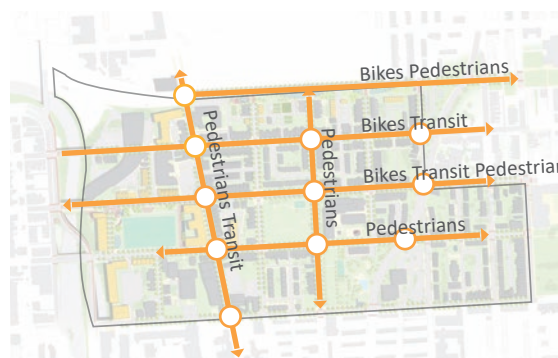 Bikes Pedestrians
Bikes Transit
Pedestrians Transit
Pedestrians
Bikes Transit Pedestrian
Pedestrians